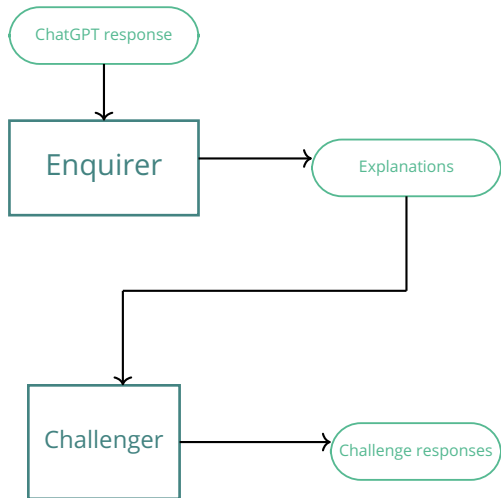 ChatGPT response
Enquirer
Explanations
Challenger
Challenge responses